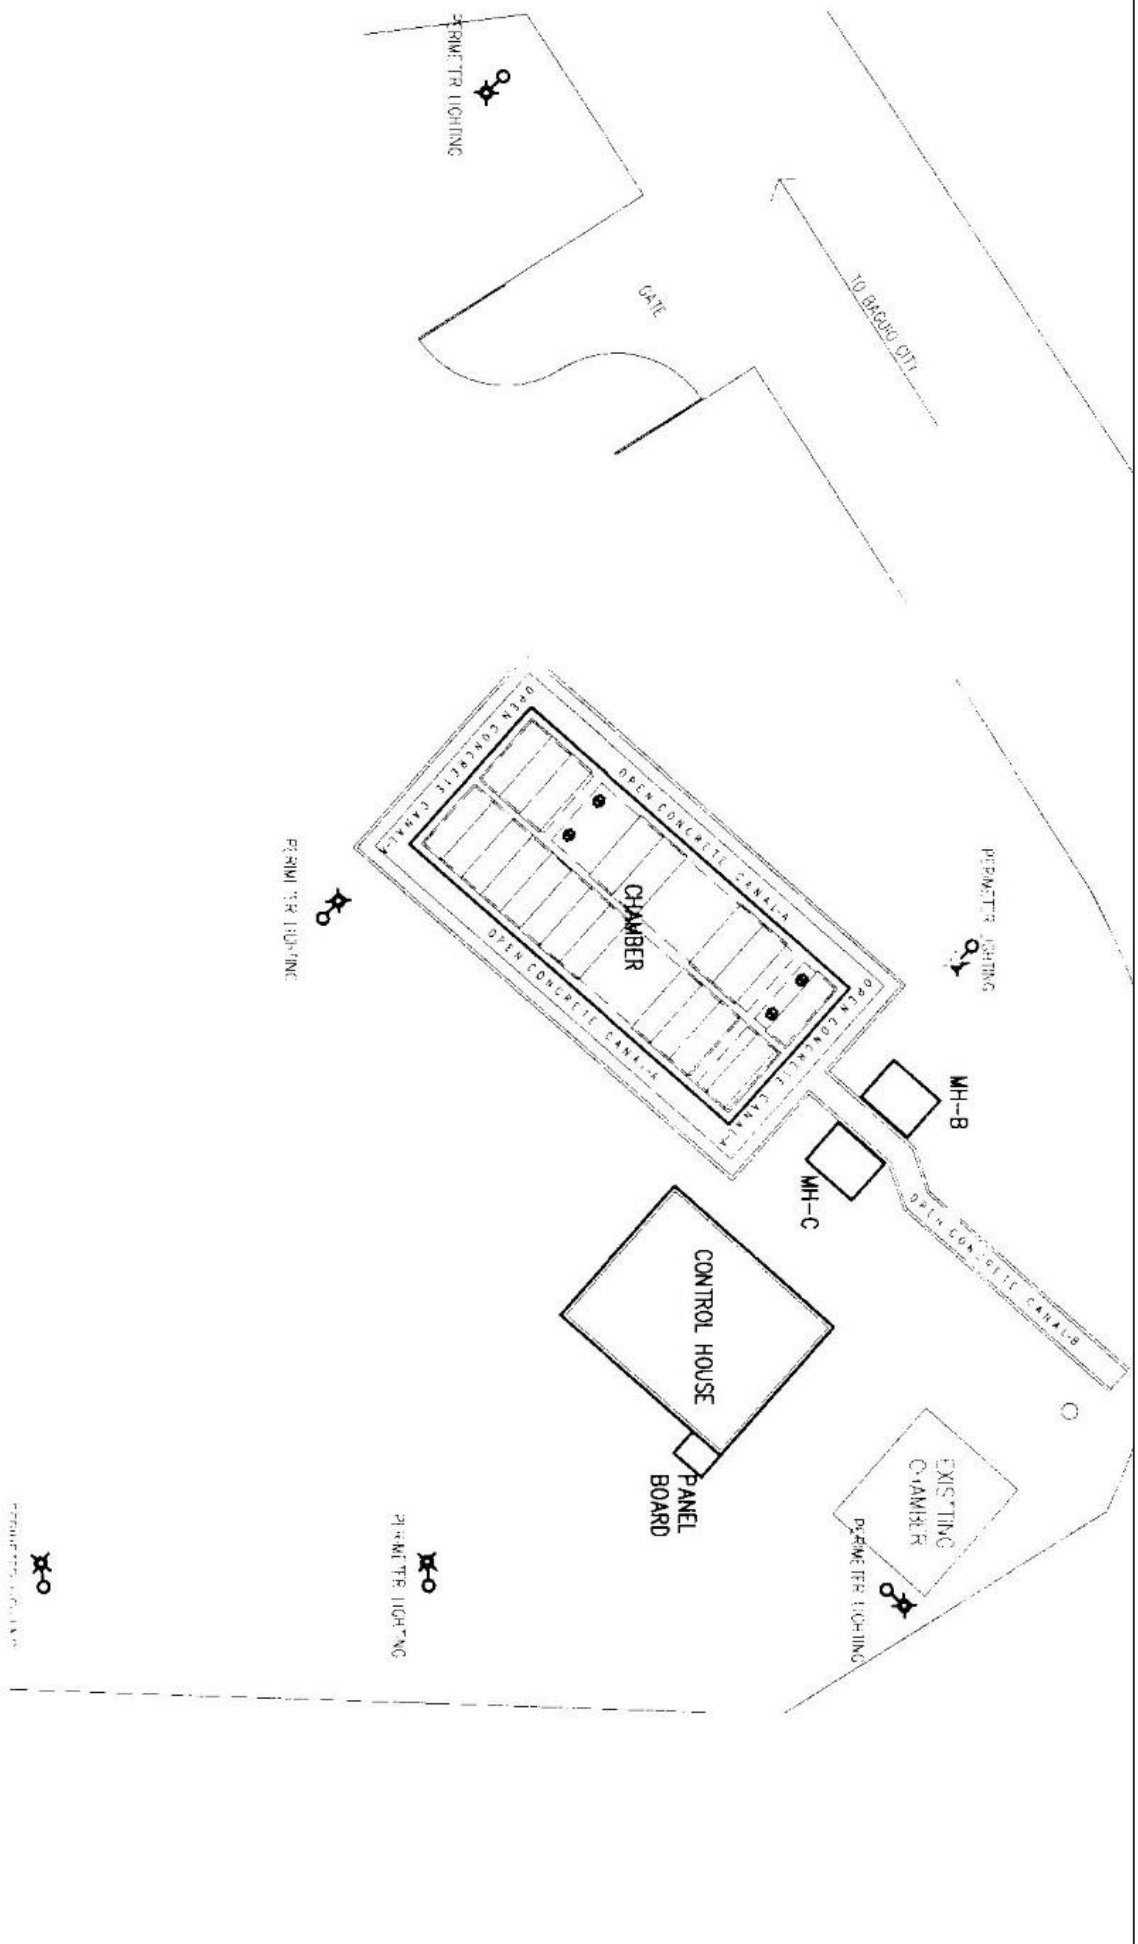 PERIMETER LIGHTING
TO BAGUIO CITY
GATE
OPEN CONCRETE CANAL-A
OPEN CONCRETE CANAL-A
CHAMBER
OPEN CONCRETE CANAL-A
OPEN CONCRETE CANAL-A
PERIMETER LIGHTING
PERIMETER LIGHTING
MH-B
MH-C
OPEN CONCRETE CANAL-B
CONTROL HOUSE
PANEL
BOARD
EXISTING
CHAMBER
PERIMETER LIGHTING
PERIMETER LIGHTING